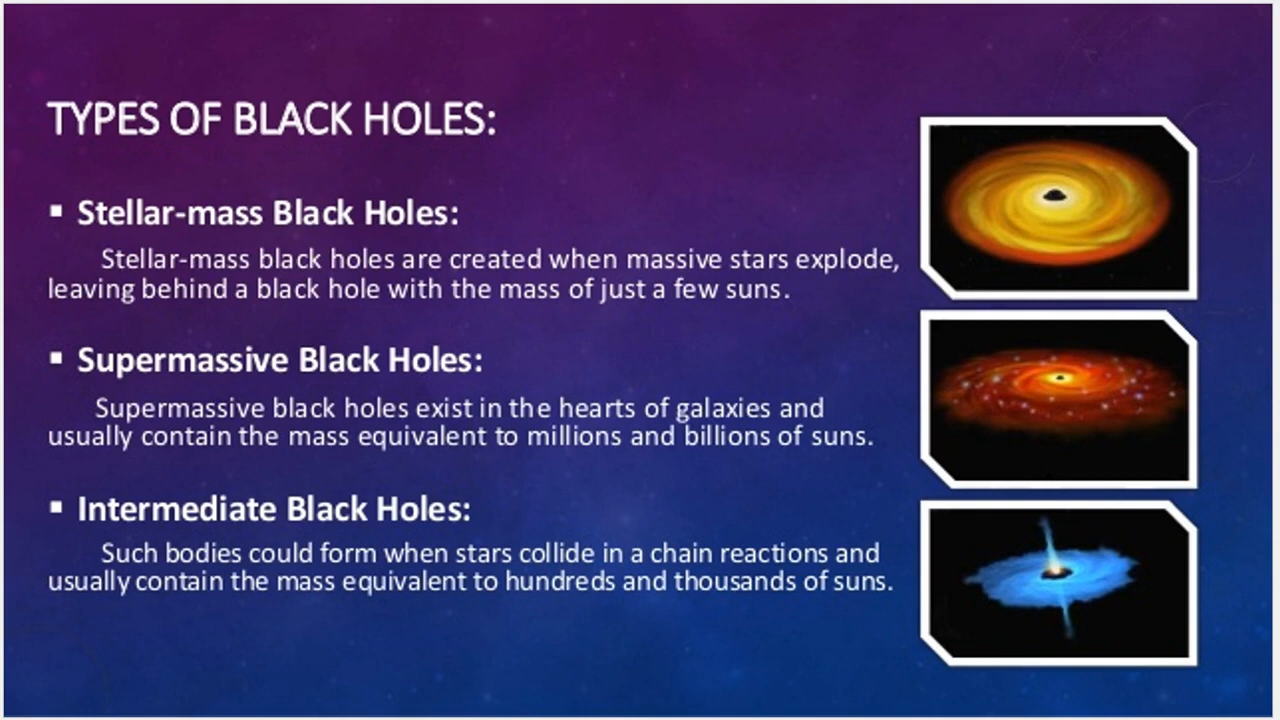 TYPES OF BLACK HOLES:
▪ Stellar-mass Black Holes:
Stellar-mass black holes are created when massive stars explode,
leaving behind a black hole with the mass of just a few suns.
▪ Supermassive Black Holes:
Supermassive black holes exist in the hearts of galaxies and
usually contain the mass equivalent to millions and billions of suns.
▪ Intermediate Black Holes:
Such bodies could form when stars collide in a chain reactions and
usually contain the mass equivalent to hundreds and thousands of suns.